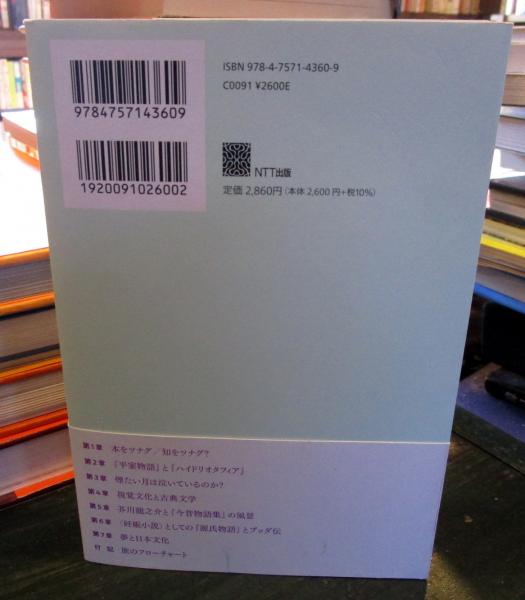 ISBN 978-4-7571-4360-9
C0091 ¥2600E
9784757143609
NTT出版
定価 2,860円 (本体 2,600 円+税10%)
1920091026002
第1章 本をツナグ/知をツナグ?
第2章 『平家物語』と『ハイドリオタフィア』
第3章 煙たい月は泣いているのか?
第4章 視覚文化と古典文学
第5章 芥川龍之介と『今昔物語集』の風景
第6章 〈妊娠小説〉としての『源氏物語』とブッダ伝
第7章 夢と日本文化
付 記 旅のフローチャート